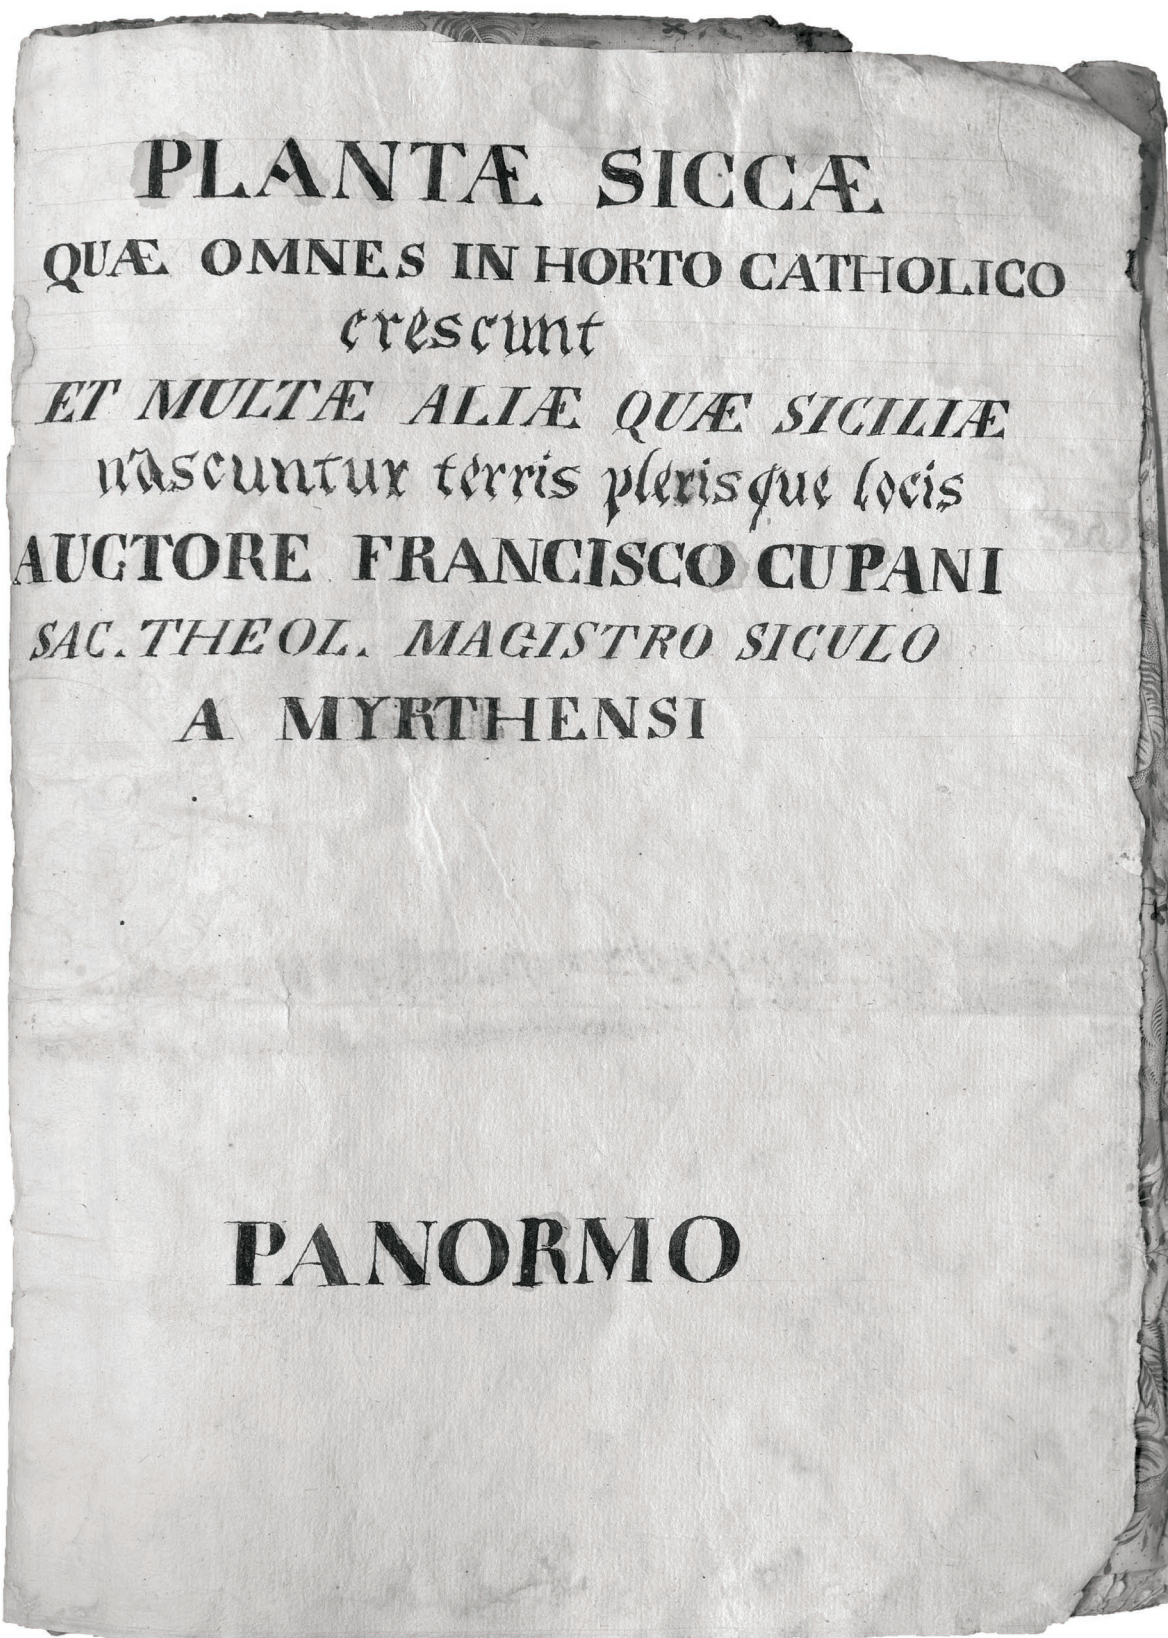 PLANTÆ SICCÆ
QUÆ OMNES IN HORTO CATHOLICO
crescunt
ET MULTÆ ALIÆ QUÆ SICILIÆ
nascuntur terris plerisque locis
AUCTORE FRANCISCO CUPANI
SAC. THEOL. MAGISTRO SICULO
A MYRTHENSI
PANORMO